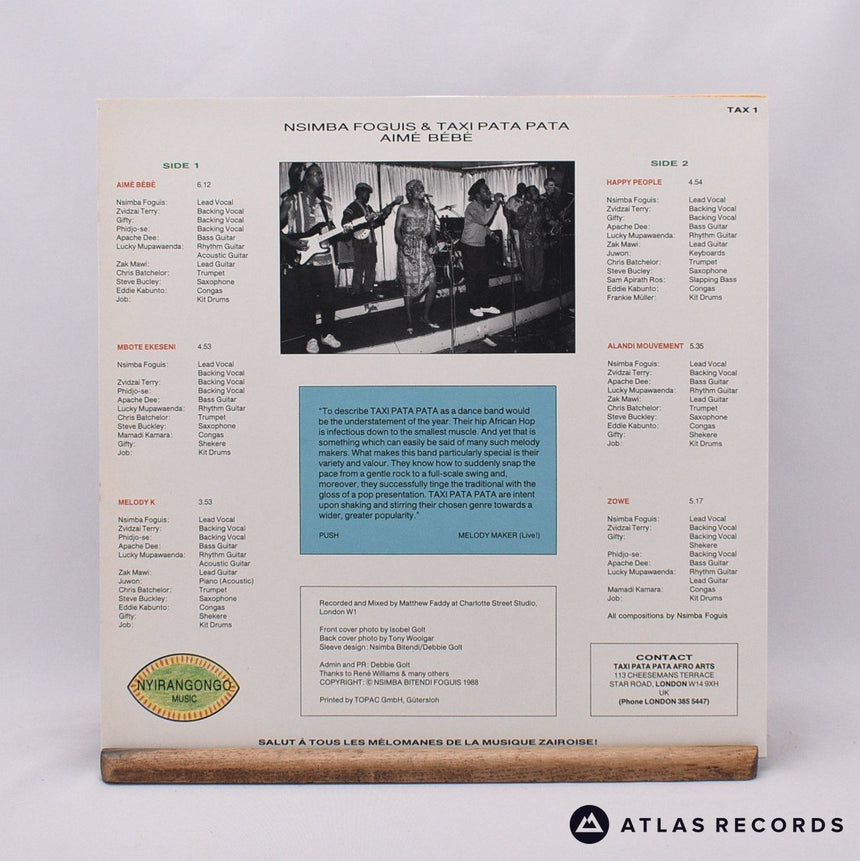 TAX 1
NSIMBA FOGUIS & TAXI PATA PATA
AIMÉ BÉBÉ
SIDE 1
AIMÉ BÉBÉ 6.12
Nsimba Foguis: Lead Vocal
Zvidzai Terry: Backing Vocal
Gifty: Backing Vocal
Phidjo-se: Backing Vocal
Apache Dee: Bass Guitar
Lucky Mupawaenda: Rhythm Guitar
Acoustic Guitar
Zak Mawi: Lead Guitar
Chris Batchelor: Trumpet
Steve Bucley: Saxophone
Eddie Kabunto: Congas
Job: Kit Drums
MBOTE EKESENI 4.53
Nsimba Foguis: Lead Vocal
Backing Vocal
Zvidzai Terry: Backing Vocal
Phidjo-se: Backing Vocal
Apache Dee: Bass Guitar
Lucky Mupawaenda: Rhythm Guitar
Chris Batchelor: Trumpet
Steve Buckley: Saxophone
Mamadi Kamara: Congas
Gifty: Shekere
Job: Kit Drums
MELODY K 3.53
Nsimba Foguis: Lead Vocal
Zvidzai Terry: Backing Vocal
Phidjo-se: Backing Vocal
Apache Dee: Bass Guitar
Lucky Mupawaenda: Rhythm Guitar
Acoustic Guitar
Zak Mawi: Lead Guitar
Juwon: Piano (Acoustic)
Chris Batchelor: Trumpet
Steve Buckley: Saxophone
Eddie Kabunto: Congas
Gifty: Shekere
Job: Kit Drums
NYIRANGONGO
MUSIC
"To describe TAXI PATA PATA as a dance band would
be the understatement of the year. Their hip African Hop
is infectious down to the smallest muscle. And yet that is
something which can easily be said of many such melody
makers. What makes this band particularly special is their
variety and valour. They know how to suddenly snap the
pace from a gentle rock to a full-scale swing and,
moreover, they successfully tinge the traditional with the
gloss of a pop presentation. TAXI PATA PATA are intent
upon shaking and stirring their chosen genre towards a
wider, greater popularity."
PUSH MELODY MAKER (Live!)
Recorded and Mixed by Matthew Faddy at Charlotte Street Studio,
London W1
Front cover photo by Isobel Golt
Back cover photo by Tony Woolgar
Sleeve design: Nsimba Bitendi/Debbie Golt
Admin and PR: Debbie Golt
Thanks to René Williams & many others
COPYRIGHT: © NSIMBA BITENDI FOGUIS 1988
Printed by TOPAC GmbH, Gütersloh
SIDE 2
HAPPY PEOPLE 4.54
Nsimba Foguis: Lead Vocal
Zvidzai Terry: Backing Vocal
Gifty: Backing Vocal
Apache Dee: Bass Guitar
Lucky Mupawaenda: Rhythm Guitar
Zak Mawi: Lead Guitar
Juwon: Keyboards
Chris Batchelor: Trumpet
Steve Bucley: Saxophone
Sam Apirath Ros: Slapping Bass
Eddie Kabunto: Congas
Frankie Müller: Kit Drums
ALANDI MOUVEMENT 5.35
Nsimba Foguis: Lead Vocal
Zvidzai Terry: Backing Vocal
Apache Dee: Bass Guitar
Lucky Mupawaenda: Rhythm Guitar
Zak Mawi: Lead Guitar
Chris Batchelor: Trumpet
Steve Buckley: Saxophone
Eddie Kabunto: Congas
Gifty: Shekere
Job: Kit Drums
ZOWE 5.17
Nsimba Foguis: Lead Vocal
Zvidzai Terry: Backing Vocal
Gifty: Backing Vocal
Shekere
Phidjo-se: Backing Vocal
Apache Dee: Bass Guitar
Lucky Mupawaenda: Rhythm Guitar
Lead Guitar
Mamadi Kamara: Congas
Job: Kit Drums
All compositions by Nsimba Foguis
CONTACT
TAXI PATA PATA AFRO ARTS
113 CHEESEMANS TERRACE
STAR ROAD, LONDON W14 9XH
UK
(Phone LONDON 385 5447)
SALUT À TOUS LES MÉLOMANES DE LA MUSIQUE ZAIROISE!
ATLAS RECORDS